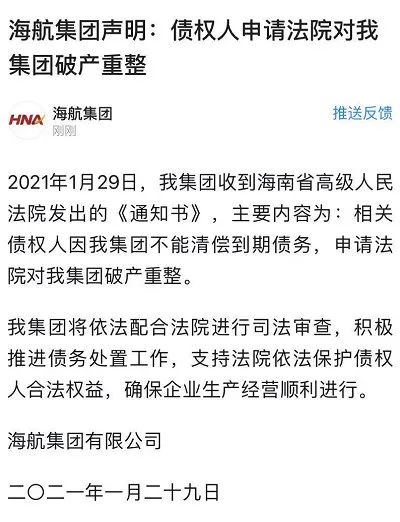 海航集团声明：债权人申请法院对我
集团破产重整
HNA
海航集团
推送反馈
刚刚
2021年1月29日，我集团收到海南省高级人民
法院发出的《通知书》，主要内容为：相关
债权人因我集团不能清偿到期债务，申请法
院对我集团破产重整。
我集团将依法配合法院进行司法审查，积极
推进债务处置工作，支持法院依法保护债权
人合法权益，确保企业生产经营顺利进行。
海航集团有限公司
二〇二一年一月二十九日